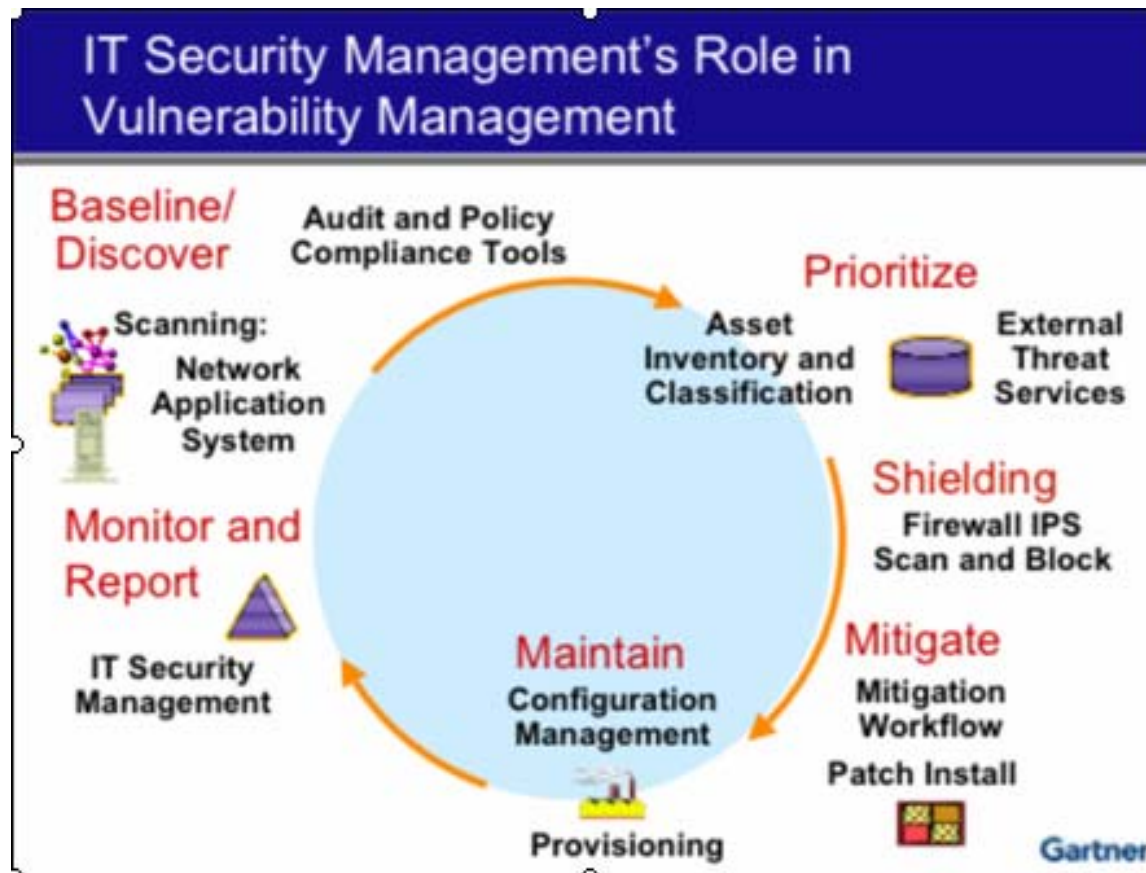 IT Security Management's Role in
Vulnerability Management
Baseline/
Discover
Audit and Policy
Compliance Tools
Scanning:
Network
Application
System
Prioritize
Asset
Inventory and
Classification
External
Threat
Services
Shielding
Firewall IPS
Scan and Block
Mitigate
Mitigation
Workflow
Patch Install
Maintain
Configuration
Management
Provisioning
Monitor and
Report
IT Security
Management
Gartner